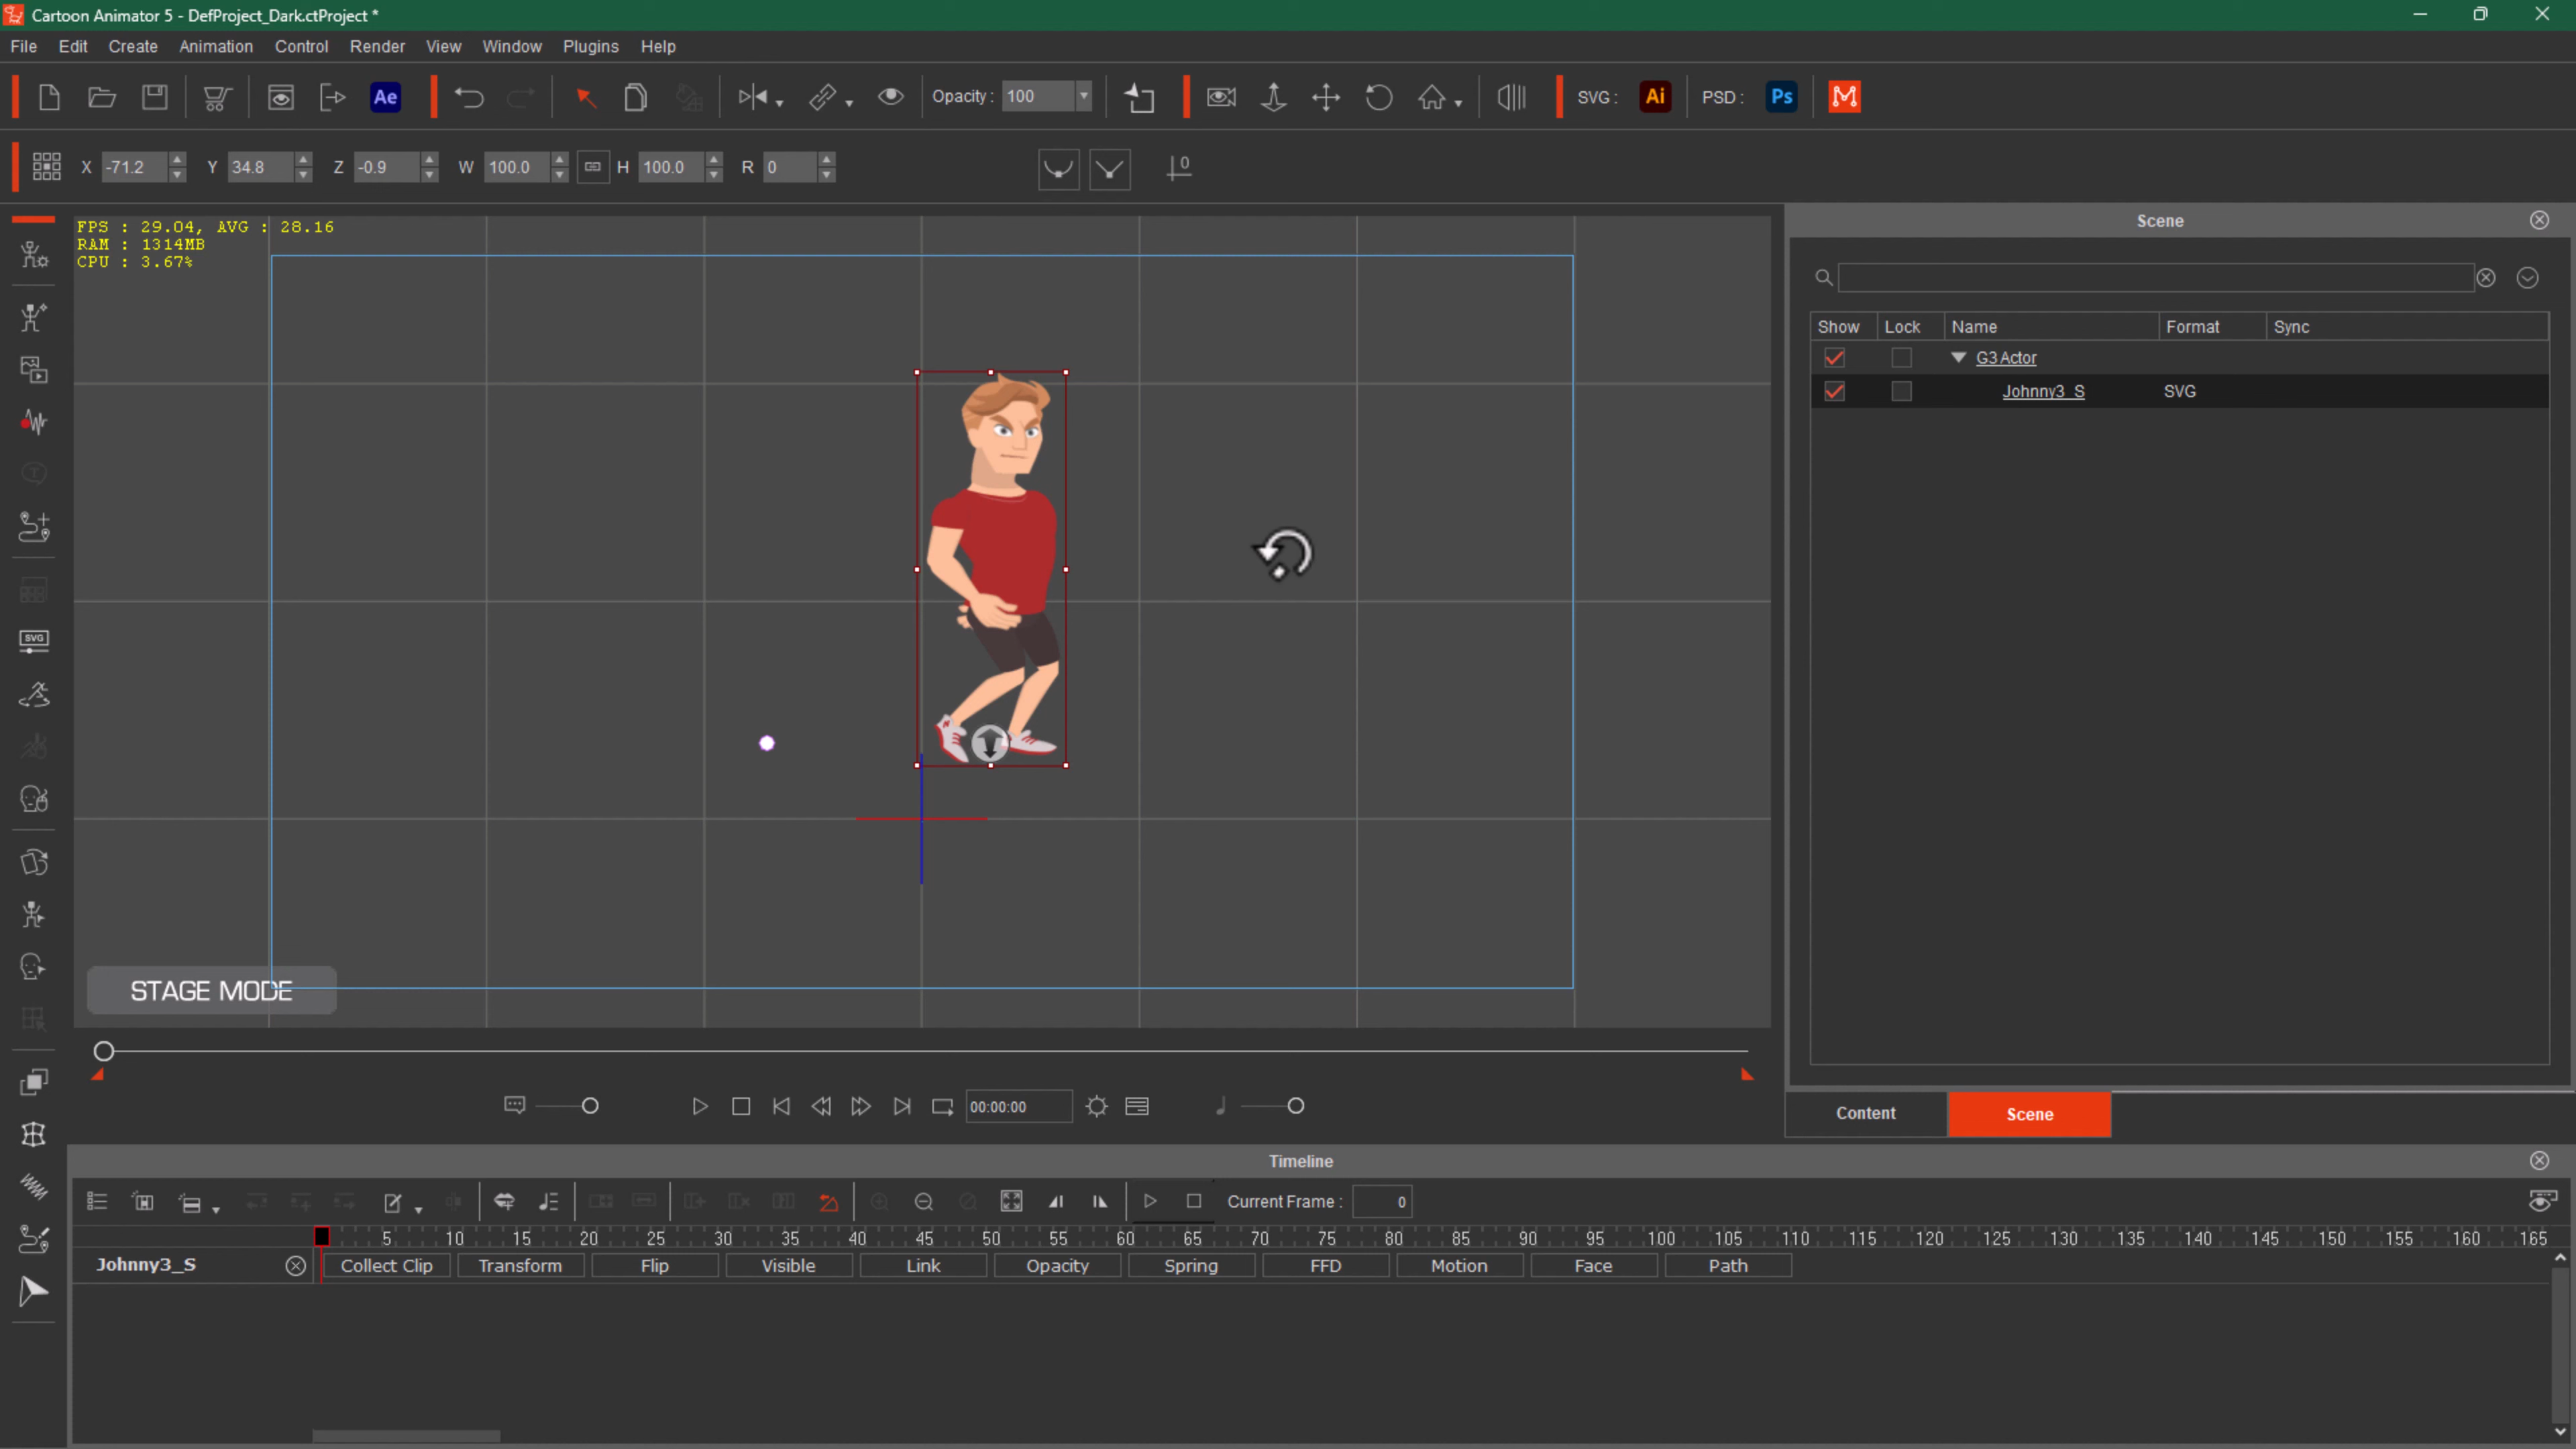 Cartoon Animator 5 - DefProject_Dark.ctProject *
File Edit Create Animation Control Render View Window Plugins Help
Ae Opacity : 100 SVG : Ai PSD : Ps
X -71.2 Y 34.8 Z -0.9 W 100.0 H 100.0 R 0 0
FPS : 29.04, AVG : 28.16
RAM : 1314MB
CPU : 3.67%
Scene
Show Lock Name Format Sync
G3 Actor
Johnny3_S SVG
SVG
STAGE MODE
00:00:00
Content Scene
Timeline
Current Frame : 0
5 10 15 20 25 30 35 40 45 50 55 60 65 70 75 80 85 90 95 100 105 110 115 120 125 130 135 140 145 150 155 160 165
Johnny3_S Collect Clip Transform Flip Visible Link Opacity Spring FFD Motion Face Path